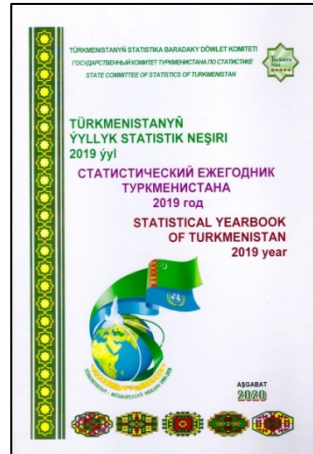 TÜRKMENISTANYŇ STATISTIKA BARADAKY DÖWLET KOMITETI
ГОСУДАРСТВЕННЫЙ КОМИТЕТ ТУРКМЕНИСТАНА ПО СТАТИСТИКЕ
STATE COMMITTEE OF STATISTICS OF TURKMENISTAN
TÜRKMENISTANYŇ
ÝYLLYK STATISTIK NEŞIRI
2019 ýyl
СТАТИСТИЧЕСКИЙ ЕЖЕГОДНИК
ТУРКМЕНИСТАНА
2019 год
STATISTICAL YEARBOOK
OF TURKMENISTAN
2019 year
AŞGABAT
2020